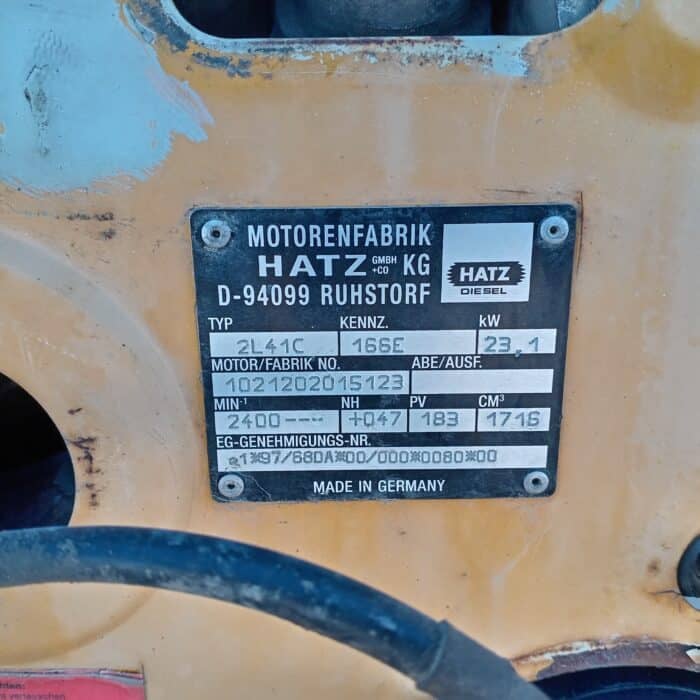 MOTORENFABRIK
HATZ GMBH +CO KG
D-94099 RUHSTORF
HATZ
DIESEL
TYP KENNZ. kW
2L41C 166E 23,1
MOTOR/FABRIK NO. ABE/AUSF.
1021202015123
MIN-1 NH PV CM³
2400--- +047 183 1716
EG-GENEHMIGUNGS-NR.
e1*97/68DA*00/000*0080*00
MADE IN GERMANY